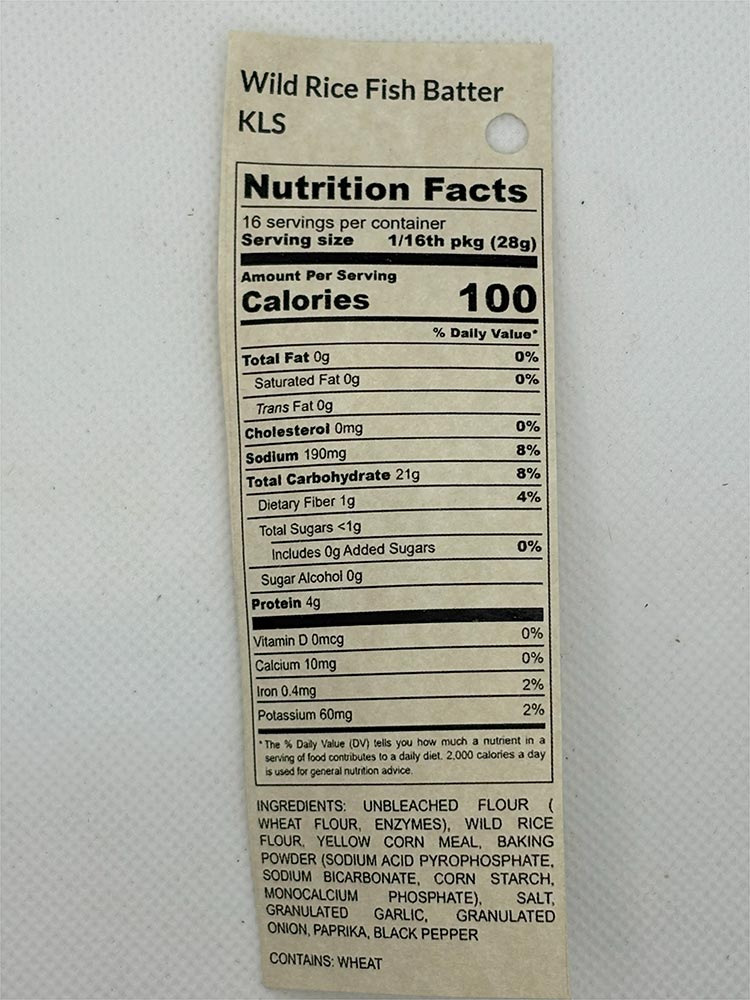 Wild Rice Fish Batter
KLS
Nutrition Facts
16 servings per container
Serving size 1/16th pkg (28g)
Amount Per Serving
Calories 100
% Daily Value*
Total Fat 0g 0%
Saturated Fat 0g 0%
Trans Fat 0g
Cholesterol 0mg 0%
Sodium 190mg 8%
Total Carbohydrate 21g 8%
Dietary Fiber 1g 4%
Total Sugars <1g
Includes 0g Added Sugars 0%
Sugar Alcohol 0g
Protein 4g
Vitamin D 0mcg 0%
Calcium 10mg 0%
Iron 0.4mg 2%
Potassium 60mg 2%
*The % Daily Value (DV) tells you how much a nutrient in a
serving of food contributes to a daily diet. 2,000 calories a day
is used for general nutrition advice.
INGREDIENTS: UNBLEACHED FLOUR (
WHEAT FLOUR, ENZYMES), WILD RICE
FLOUR, YELLOW CORN MEAL, BAKING
POWDER (SODIUM ACID PYROPHOSPHATE,
SODIUM BICARBONATE, CORN STARCH,
MONOCALCIUM PHOSPHATE), SALT,
GRANULATED GARLIC, GRANULATED
ONION, PAPRIKA, BLACK PEPPER
CONTAINS: WHEAT